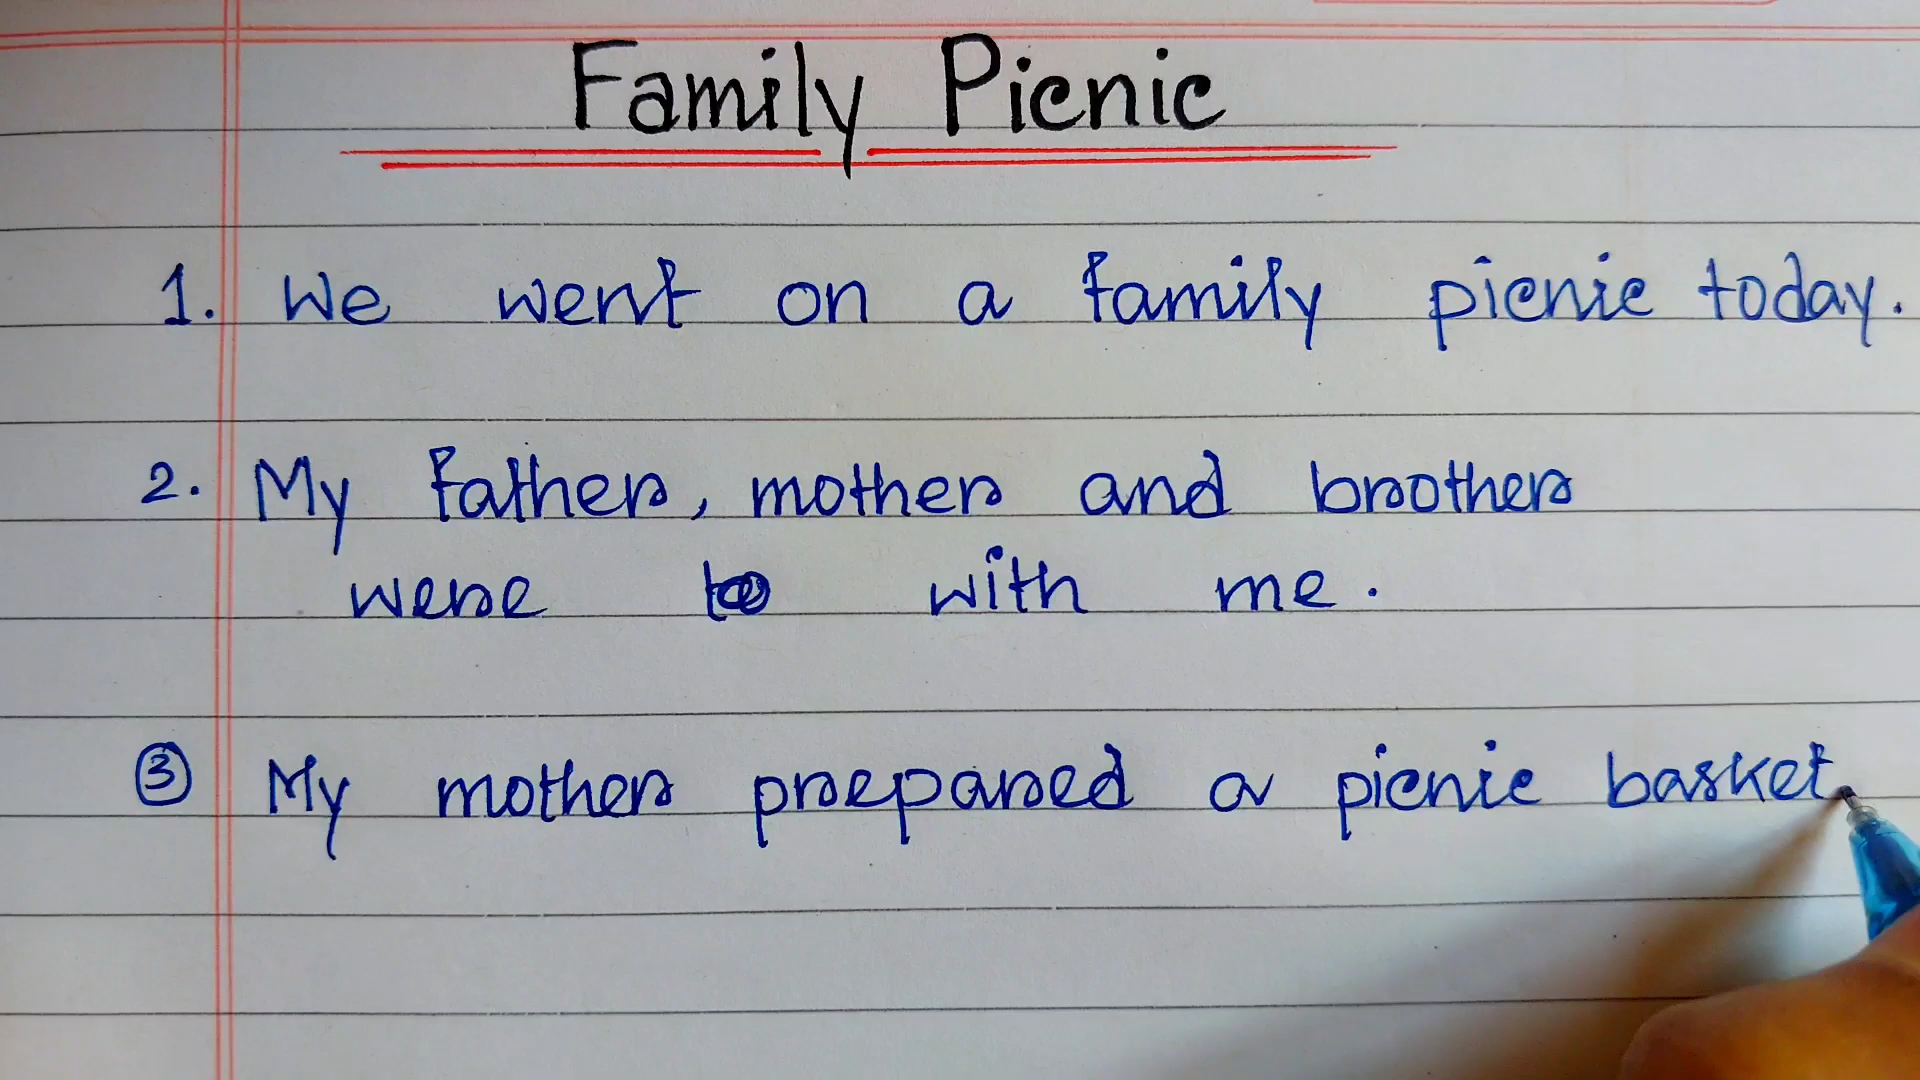 Family Picnic
1. We went on a family picnic today.
2. My father, mother and brother
were with me.
3 My mother prepared a picnic basket.